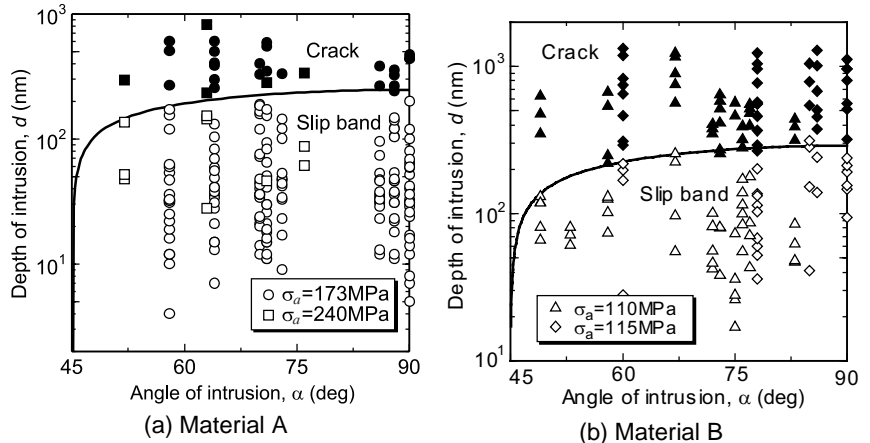 Depth of intrusion, d (nm)
10³
10²
10¹
Crack
Slip band
σₐ=173MPa
σₐ=240MPa
45 60 75 90
Angle of intrusion, α (deg)
(a) Material A
Depth of intrusion, d (nm)
10³
10²
10¹
Crack
Slip band
σₐ=110MPa
σₐ=115MPa
45 60 75 90
Angle of intrusion, α (deg)
(b) Material B